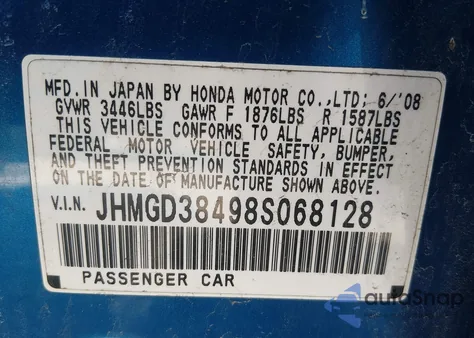 MFD. IN JAPAN BY HONDA MOTOR CO.,LTD; 6/'08
GVWR 3446LBS GAWR F 1876LBS R 1587LBS
THIS VEHICLE CONFORMS TO ALL APPLICABLE
FEDERAL MOTOR VEHICLE SAFETY, BUMPER,
AND THEFT PREVENTION STANDARDS IN EFFECT
ON THE DATE OF MANUFACTURE SHOWN ABOVE.
V.I.N. JHMGD38498S068128
PASSENGER CAR
autoSnap